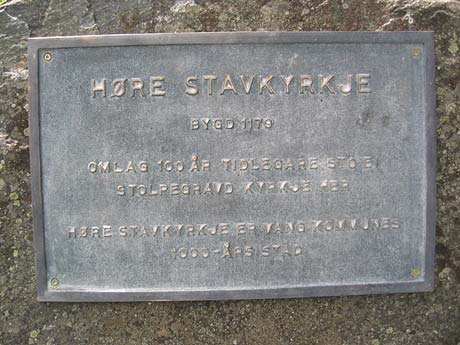 HØRE STAVKYRKJE
BYGD 1179
OMLAG 100 ÅR TIDLEGARE STO EI
STOLPEGRAVD KYRKJE HER
HØRE STAVKYRKJE ER VANG KOMMUNES
1000-ÅRSSTAD